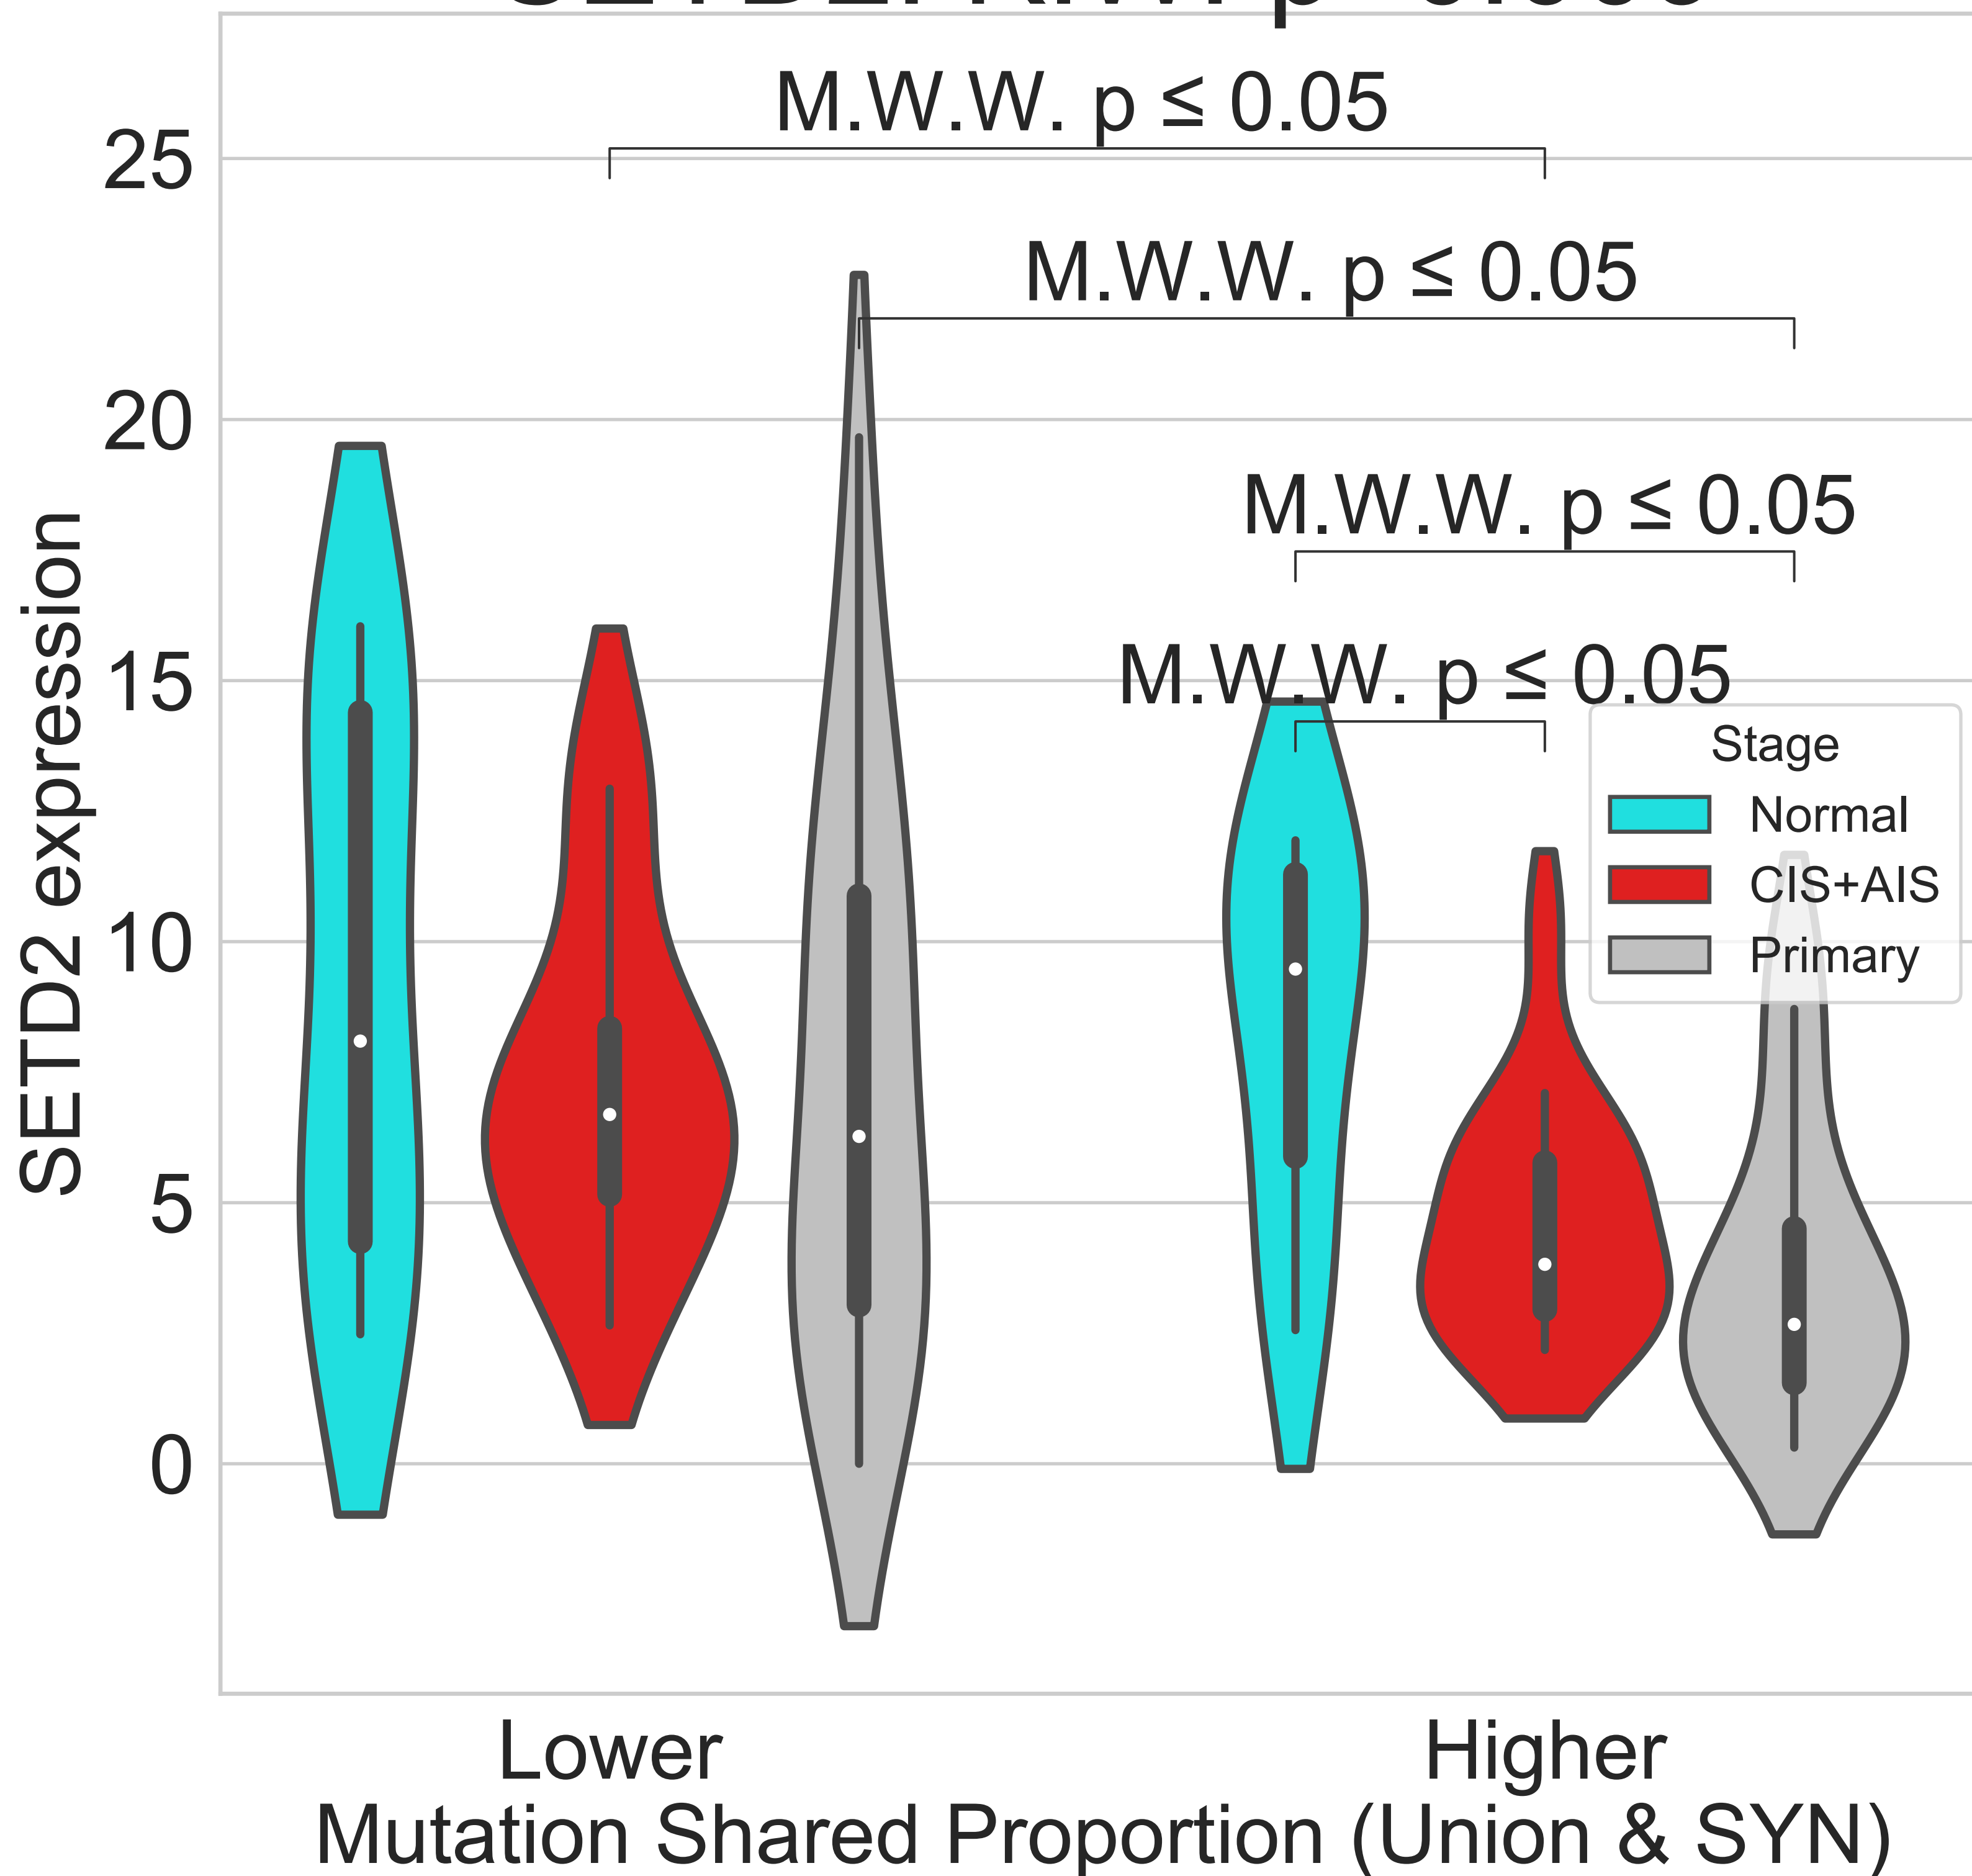 M.W.W. p ≤ 0.05
M.W.W. p ≤ 0.05
M.W.W. p ≤ 0.05
M.W.W. p ≤ 0.05
25
20
15
10
5
0
SETD2 expression
Stage
Normal
CIS+AIS
Primary
Lower
Higher
Mutation Shared Proportion (Union & SYN)